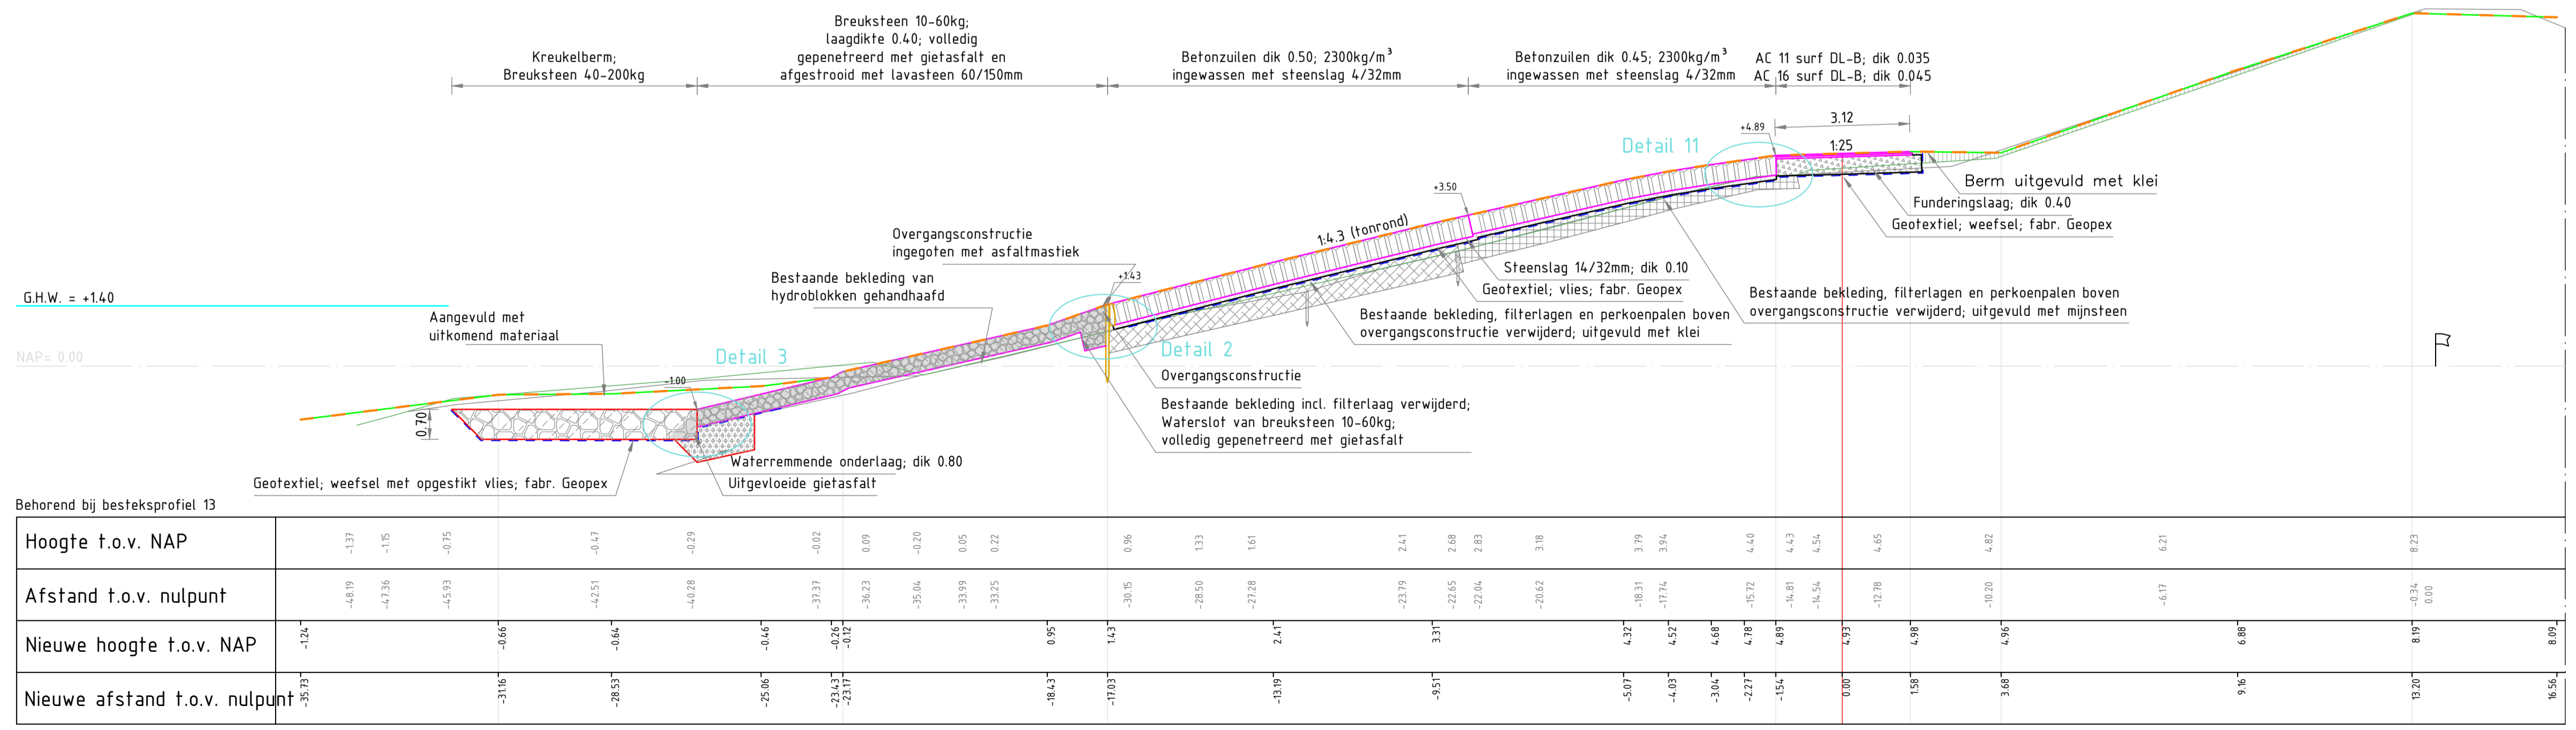 Breuksteen 10-60kg;
laagdikte 0.40; volledig
gepenetreerd met gietasfalt en
afgestrooid met lavasteen 60/150mm
Kreukelberm;
Breuksteen 40-200kg
Betonzuilen dik 0.50; 2300kg/m³
ingewassen met steenslag 4/32mm
Betonzuilen dik 0.45; 2300kg/m³
ingewassen met steenslag 4/32mm
AC 11 surf DL-B; dik 0.035
AC 16 surf DL-B; dik 0.045
3.12
+4.89
1:25
Detail 11
+3.50
1:4.3 (tonrond)
Berm uitgevuld met klei
Funderingslaag; dik 0.40
Geotextiel; weefsel; fabr. Geopex
Overgangsconstructie
ingegoten met asfaltmastiek
+1.43
Bestaande bekleding van
hydroblokken gehandhaafd
Steenslag 14/32mm; dik 0.10
Geotextiel; vlies; fabr. Geopex
Bestaande bekleding, filterlagen en perkoenpalen boven
overgangsconstructie verwijderd; uitgevuld met mijnsteen
Bestaande bekleding, filterlagen en perkoenpalen boven
overgangsconstructie verwijderd; uitgevuld met klei
G.H.W. = +1.40
Aangevuld met
uitkomend materiaal
NAP= 0.00
Detail 3
Detail 2
-1.00
0.70
Overgangsconstructie
Bestaande bekleding incl. filterlaag verwijderd;
Waterslot van breuksteen 10-60kg;
volledig gepenetreerd met gietasfalt
Waterremmende onderlaag; dik 0.80
Geotextiel; weefsel met opgestikt vlies; fabr. Geopex
Uitgevloeide gietasfalt
Behorend bij besteksprofiel 13
Hoogte t.o.v. NAP -1.37 -1.15 -0.75 -0.47 -0.29 -0.02 0.09 -0.20 0.05 0.22 0.96 1.33 1.61 2.41 2.68 2.83 3.18 3.79 3.94 4.40 4.43 4.54 4.65 4.82 6.21 8.23
Afstand t.o.v. nulpunt -48.19 -47.36 -45.93 -42.51 -40.28 -37.37 -36.23 -35.04 -33.99 -33.25 -30.15 -28.50 -27.28 -23.79 -22.65 -22.04 -20.62 -18.31 -17.74 -15.72 -14.81 -14.54 -12.78 -10.20 -6.17 -0.34 0.00
Nieuwe hoogte t.o.v. NAP -1.24 -0.66 -0.64 -0.46 -0.26 -0.12 0.95 1.43 2.41 3.31 4.32 4.52 4.68 4.78 4.89 4.93 4.98 4.96 6.88 8.19 8.09
Nieuwe afstand t.o.v. nulpunt -35.73 -31.16 -28.53 -25.06 -23.43 -23.17 -18.43 -17.03 -13.19 -9.51 -5.07 -4.03 -3.04 -2.27 -1.54 0.00 1.58 3.68 9.16 13.20 16.56